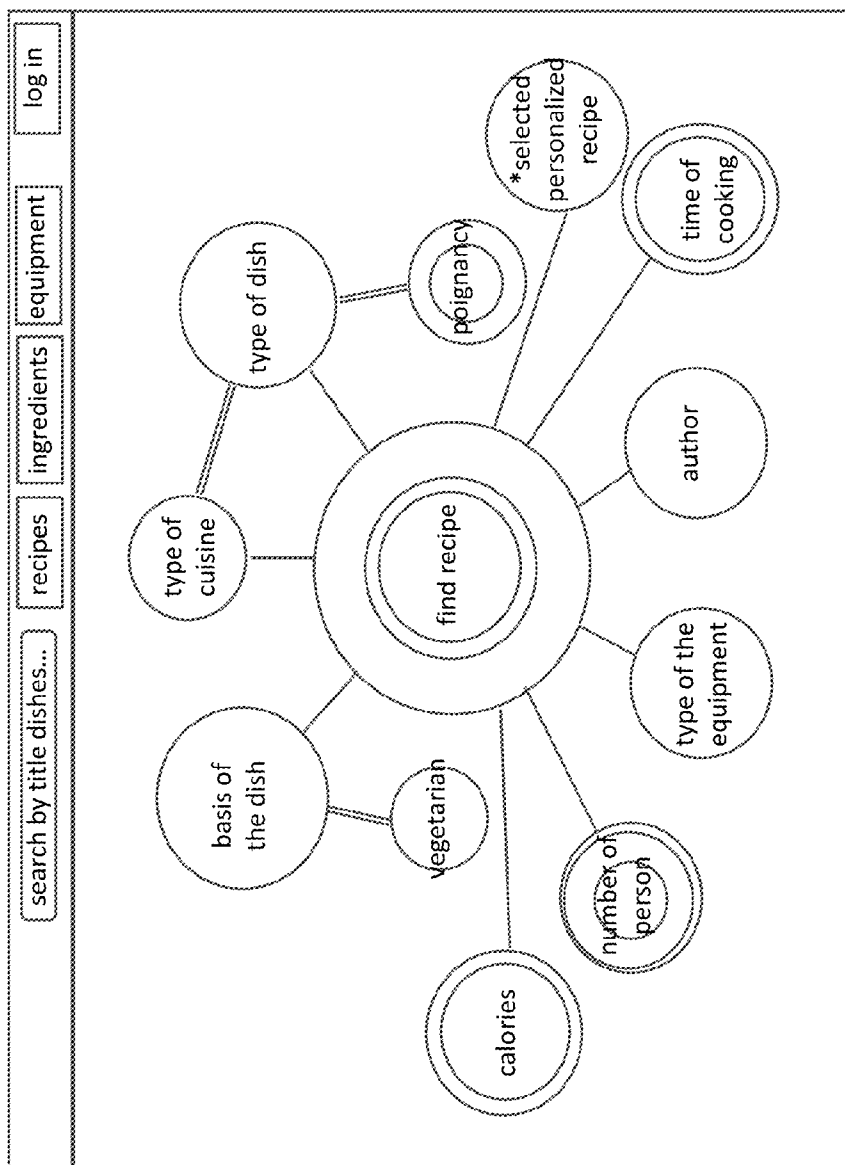 search by title dishes...
recipes
ingredients
equipment
log in
basis of
the dish
type of
cuisine
type of dish
vegetarian
poignancy
find recipe
calories
*selected
personalized
recipe
number of
person
type of the
equipment
author
time of
cooking